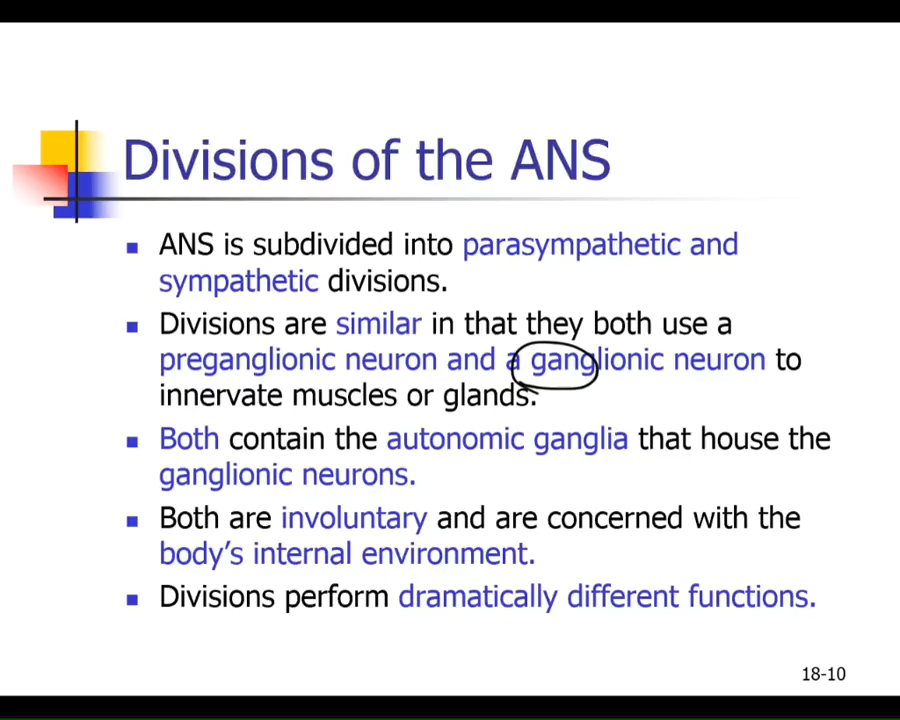 Divisions of the ANS
ANS is subdivided into parasympathetic and
sympathetic divisions.
Divisions are similar in that they both use a
preganglionic neuron and a ganglionic neuron to
innervate muscles or glands.
Both contain the autonomic ganglia that house the
ganglionic neurons.
Both are involuntary and are concerned with the
body's internal environment.
Divisions perform dramatically different functions.
18-10